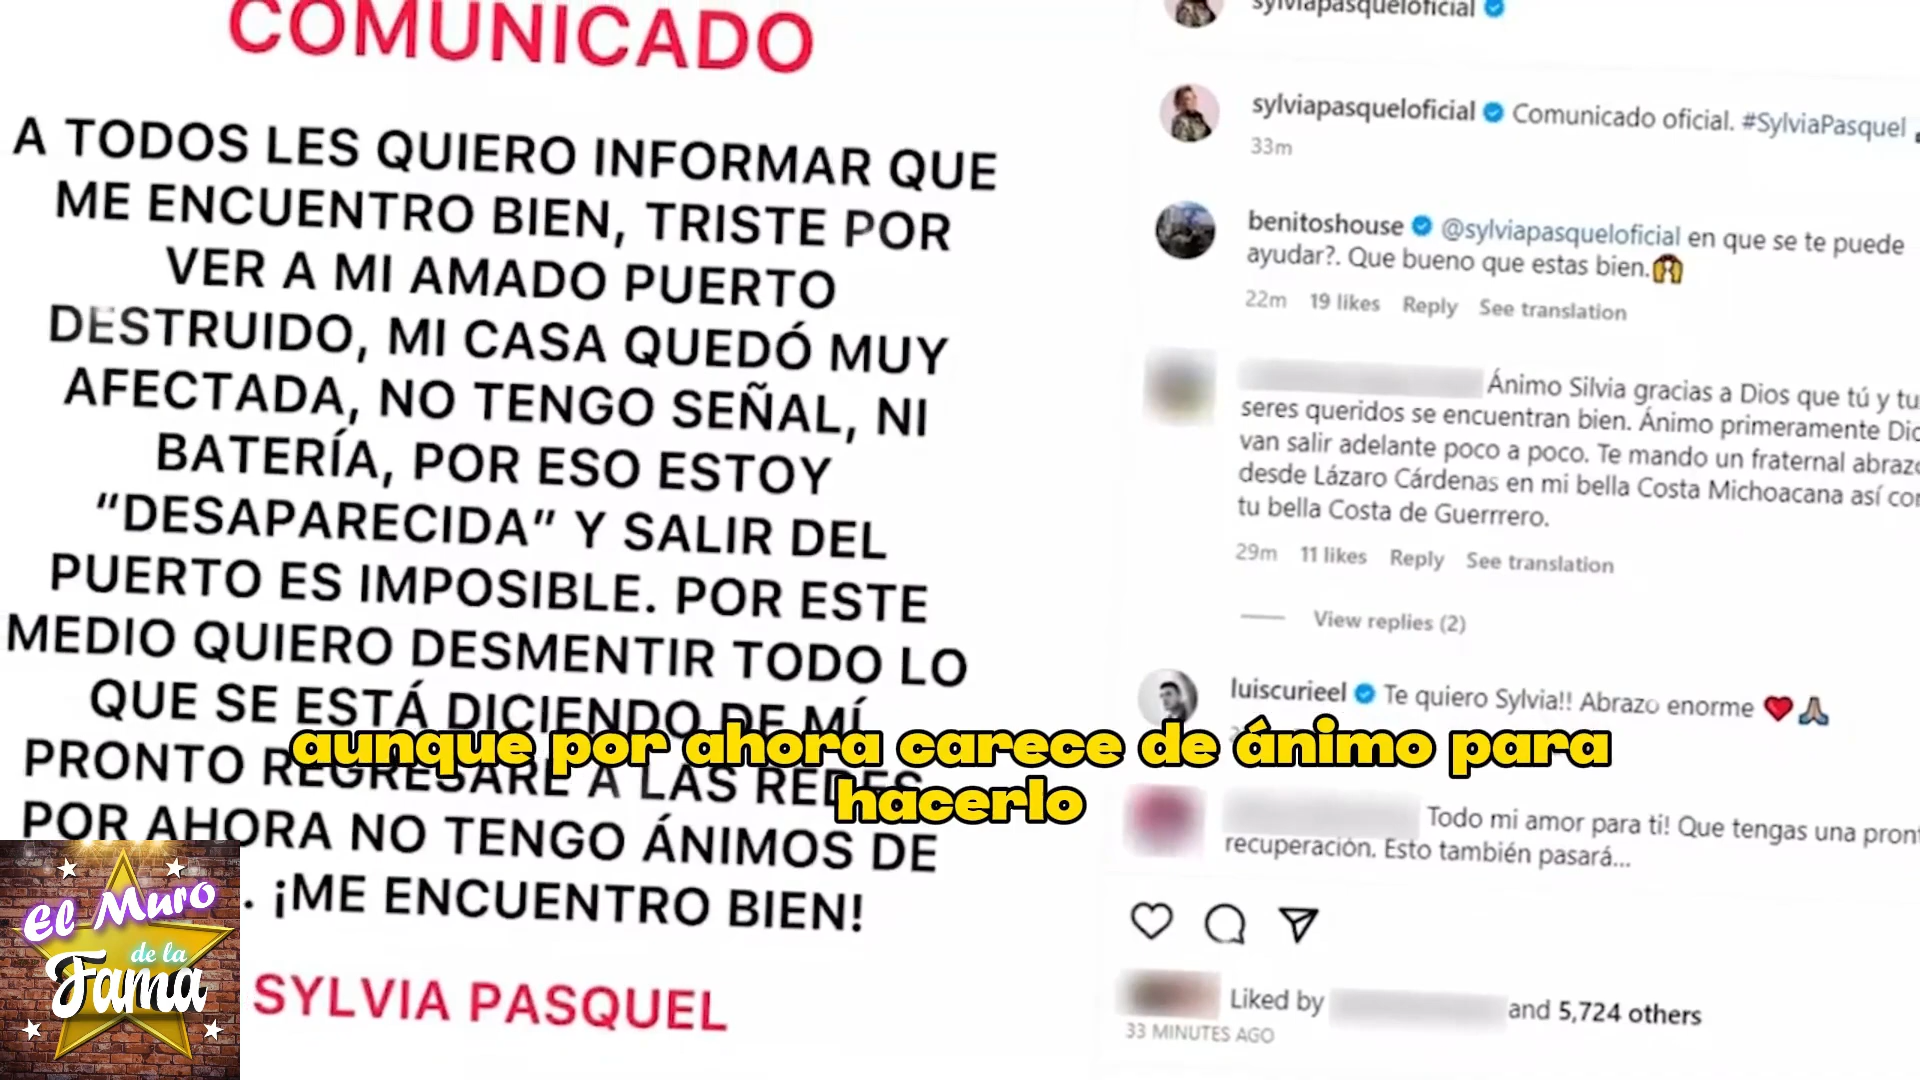 COMUNICADO
A TODOS LES QUIERO INFORMAR QUE
ME ENCUENTRO BIEN, TRISTE POR
VER A MI AMADO PUERTO
DESTRUIDO, MI CASA QUEDÓ MUY
AFECTADA, NO TENGO SEÑAL, NI
BATERÍA, POR ESO ESTOY
“DESAPARECIDA” Y SALIR DEL
PUERTO ES IMPOSIBLE. POR ESTE
MEDIO QUIERO DESMENTIR TODO LO
QUE SE ESTÁ DICIENDO DE MÍ
PRONTO REGRESARÉ A LAS REDES
POR AHORA NO TENGO ÁNIMOS DE
. ¡ME ENCUENTRO BIEN!
SYLVIA PASQUEL
sylviapasqueloficial
sylviapasqueloficial Comunicado oficial. #SylviaPasquel
33m
benitoshouse @sylviapasqueloficial en que se te puede
ayudar?. Que bueno que estas bien.🙌
22m 19 likes Reply See translation
Ánimo Silvia gracias a Dios que tú y tu
seres queridos se encuentran bien. Ánimo primeramente Dio
van salir adelante poco a poco. Te mando un fraternal abrazo
desde Lázaro Cárdenas en mi bella Costa Michoacana así co
tu bella Costa de Guerrrero.
29m 11 likes Reply See translation
View replies (2)
luiscurieel Te quiero Sylvia!! Abrazo enorme ❤️🙏🏼
Todo mi amor para ti! Que tengas una pront
recuperación. Esto también pasará...
Liked by and 5,724 others
33 MINUTES AGO
aunque por ahora carece de ánimo para
hacerlo
El Muro
de la
Fama